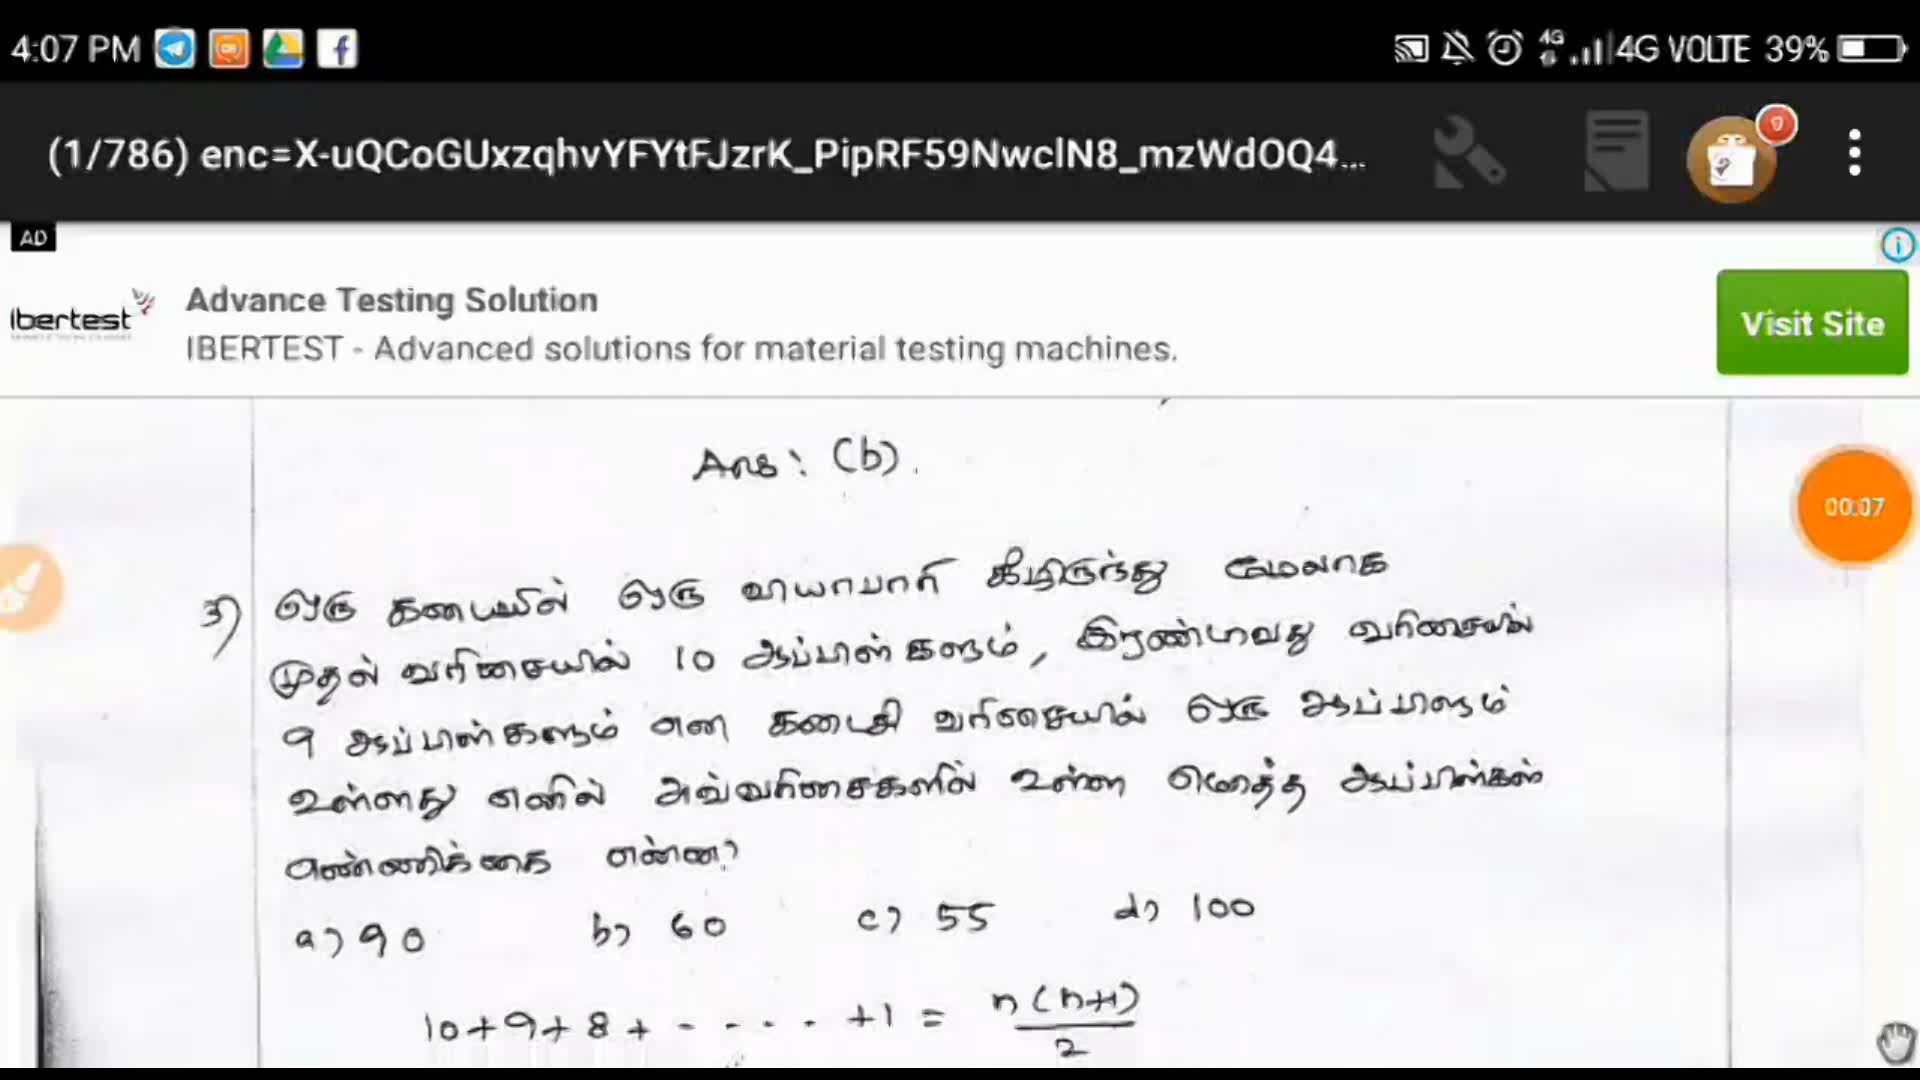 4:07 PM
4G 4G VOLTE 39%
(1/786) enc=X-uQCoGUxzqhvYFYtFJzrK_PipRF59NwclN8_mzWdOQ4...
9
AD
Ibertest
Advance Testing Solution
IBERTEST - Advanced solutions for material testing machines.
Visit Site
Ans: (b).
00:07
3) ஒரு கடையில் ஒரு வியாபாரி கீழிருந்து மேலாக
முதல் வரிசையில் 10 ஆப்பிள்களும், இரண்டாவது வரிசையில்
9 ஆப்பிள்களும் என கடைசி வரிசையில் ஒரு ஆப்பிளும்
உள்ளது எனில் அவ்வரிசைகளில் உள்ள மொத்த ஆப்பிள்கள்
எண்ணிக்கை என்ன?
a) 90 b) 60 c) 55 d) 100
10+9+8+ - - - - +1 = n(n+1)
2